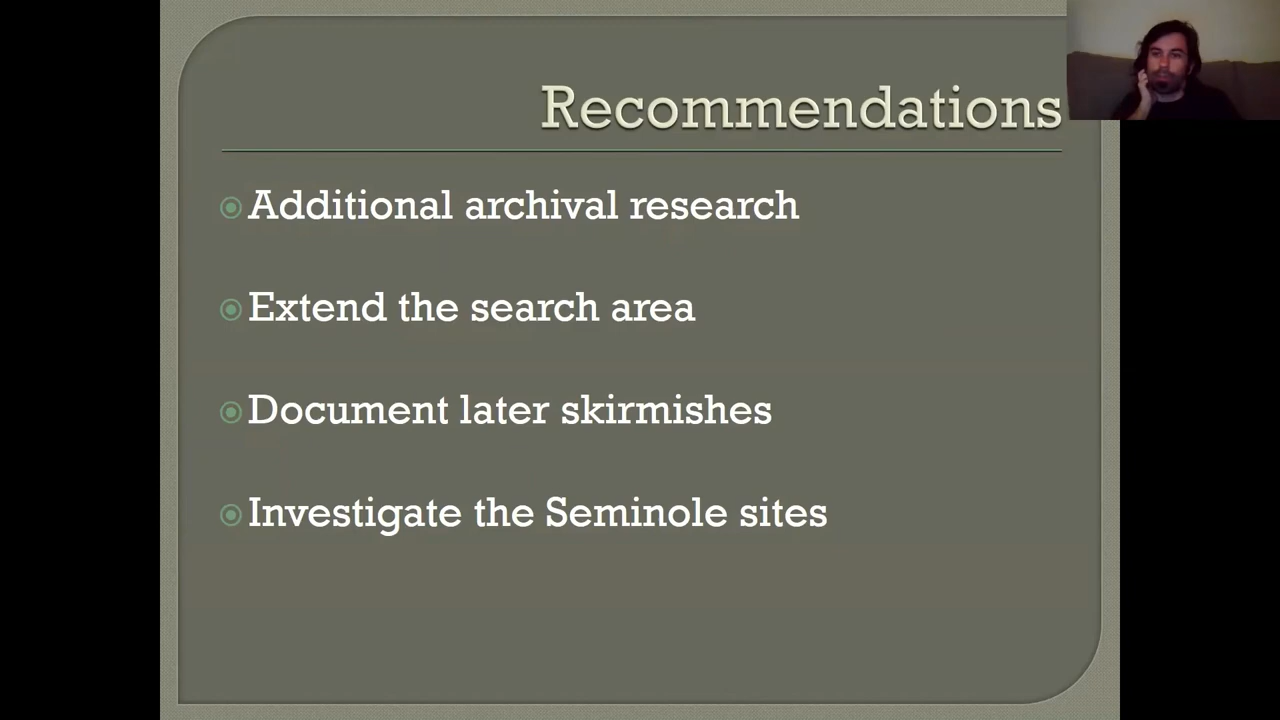 Recommendations
Additional archival research
Extend the search area
Document later skirmishes
Investigate the Seminole sites